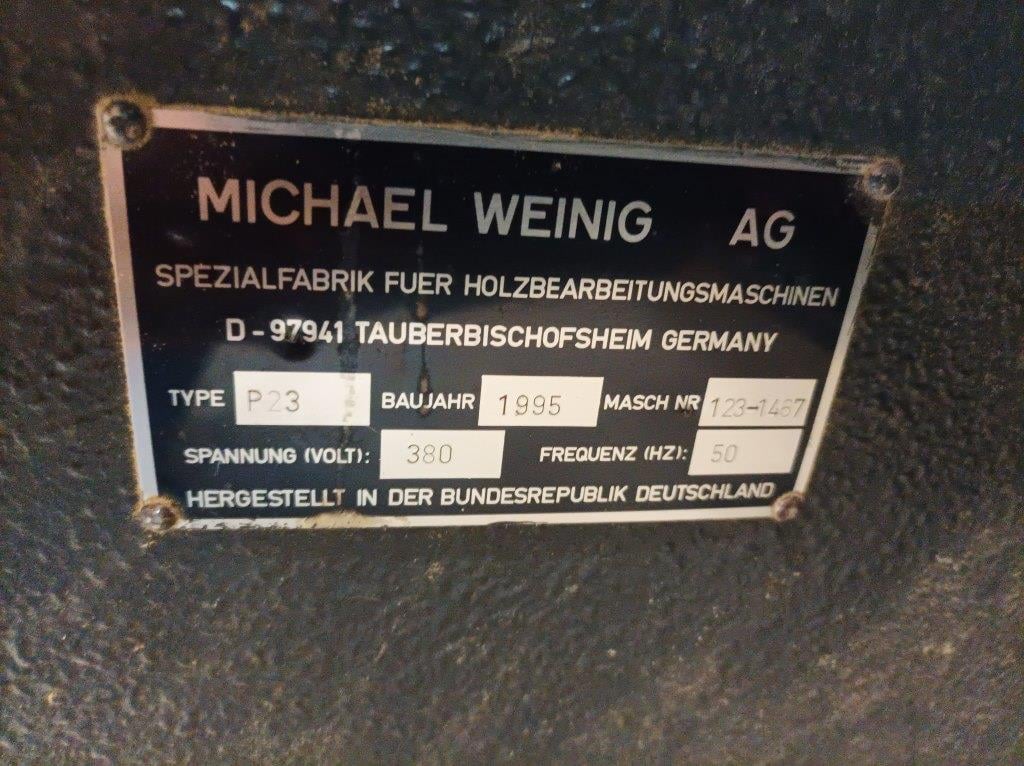 MICHAEL WEINIG AG
SPEZIALFABRIK FUER HOLZBEARBEITUNGSMASCHINEN
D-97941 TAUBERBISCHOFSHEIM GERMANY
TYPE P23 BAUJAHR 1995 MASCH NR 123-1467
SPANNUNG (VOLT): 380 FREQUENZ (HZ): 50
HERGESTELLT IN DER BUNDESREPUBLIK DEUTSCHLAND